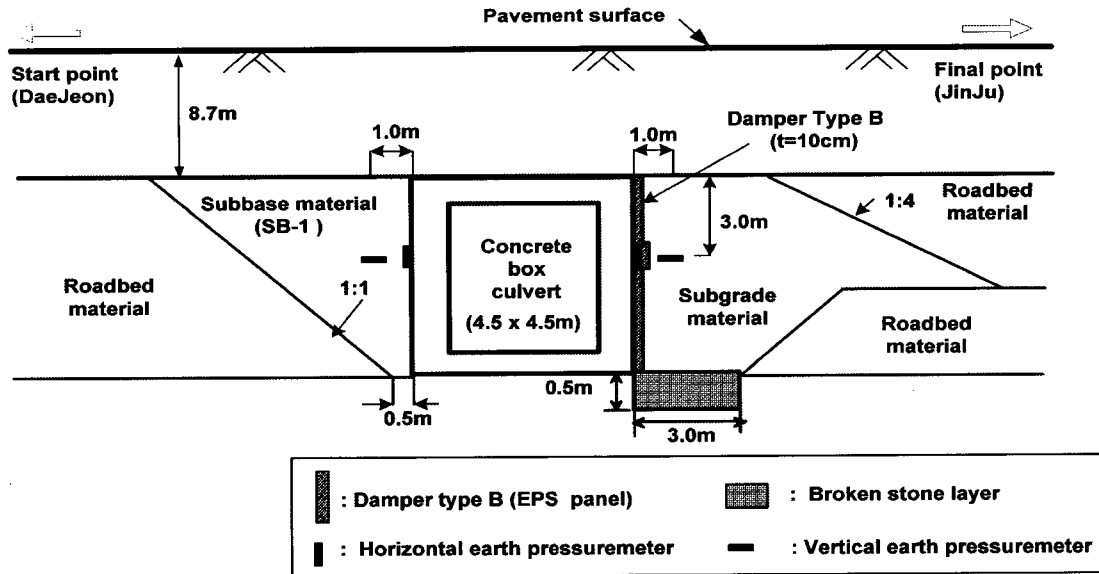 Pavement surface
Start point
(DaeJeon)
Final point
(JinJu)
8.7m
1.0m
1.0m
Damper Type B
(t=10cm)
Subbase material
(SB-1 )
Roadbed
material
1:1
Concrete
box
culvert
(4.5 x 4.5m)
3.0m
1:4
Roadbed
material
Subgrade
material
Roadbed
material
0.5m
0.5m
3.0m
: Damper type B (EPS panel)
: Broken stone layer
: Horizontal earth pressuremeter
: Vertical earth pressuremeter